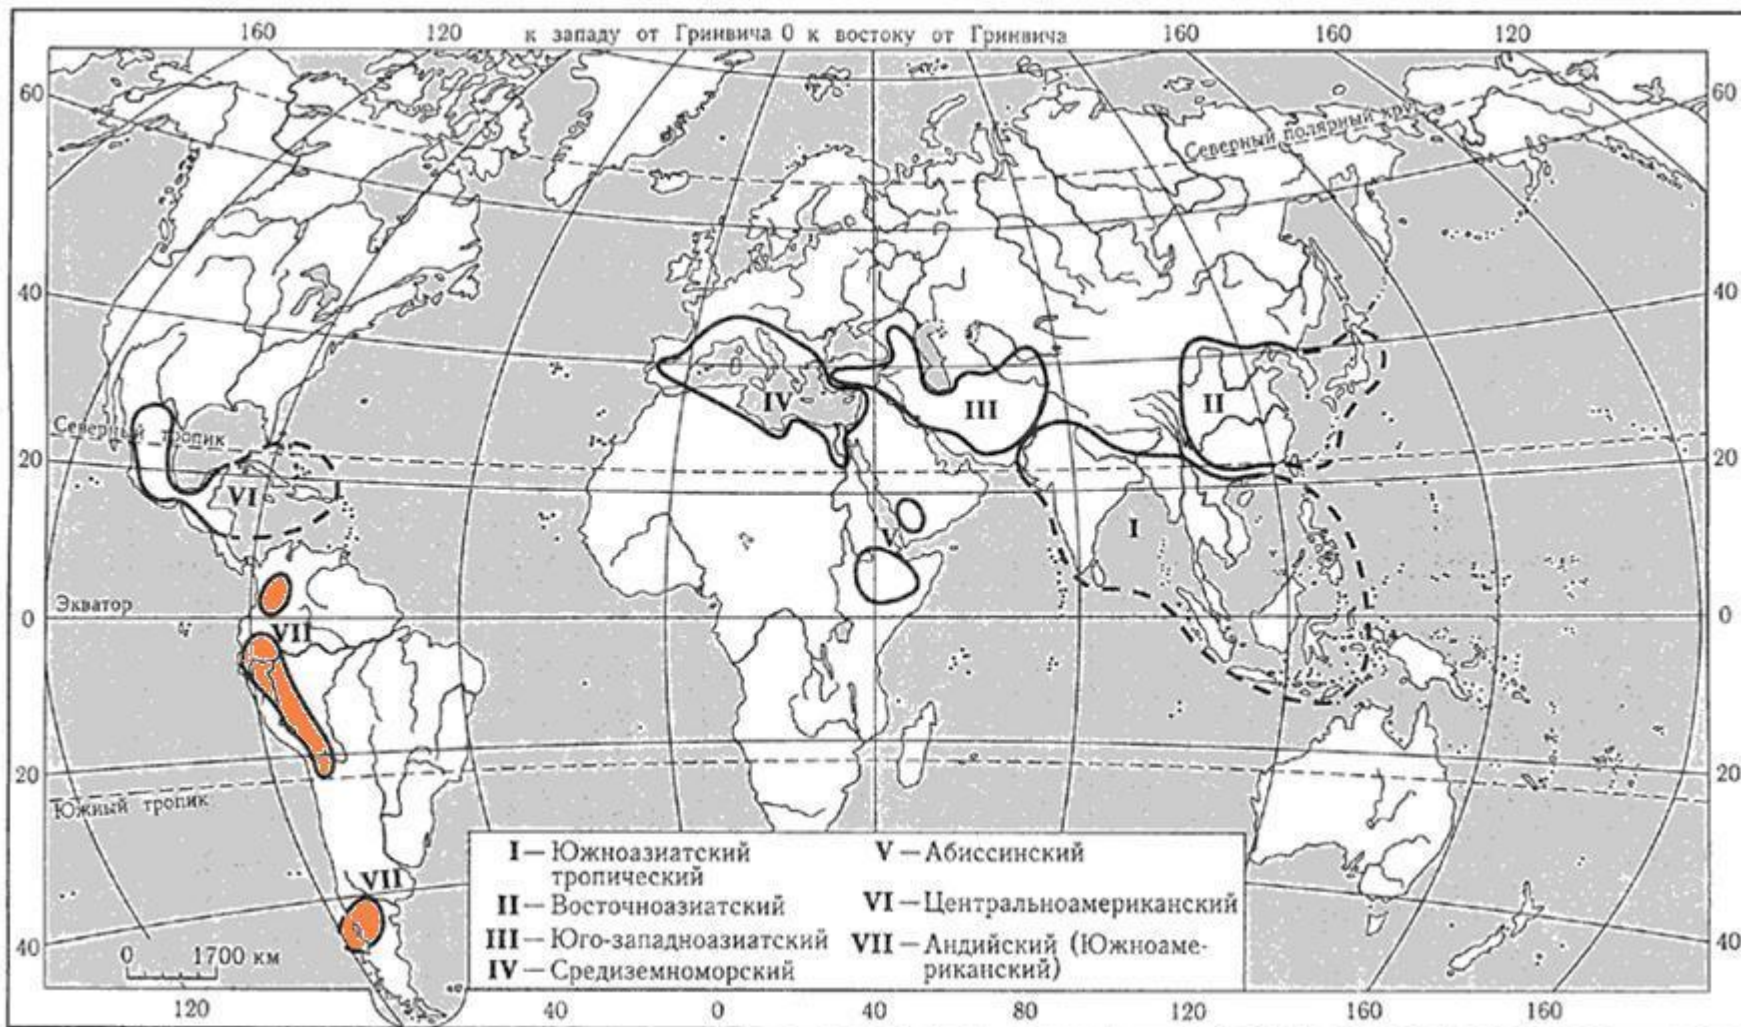 160 120 к западу от Гринвича 0 к востоку от Гринвича 160 160 120
60 60
Северный полярный круг
40 40
IV III II
Северный тропик
20 20
VI
I
V
Экватор
0 0
VII
20 20
Южный тропик
VII
I — Южноазиатский
тропический
II — Восточноазиатский
III — Юго-западноазиатский
IV — Средиземноморский
V — Абиссинский
VI — Центральноамериканский
VII — Андийский (Южноаме-
риканский)
40 40
0 1700 км
120 40 0 40 80 120 160 160